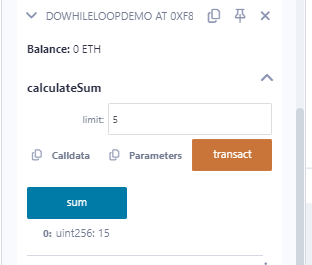 DOWHILELOOPDEMO AT 0XF8
Balance: 0 ETH
calculateSum
limit: 5
Calldata Parameters transact
sum
0: uint256: 15